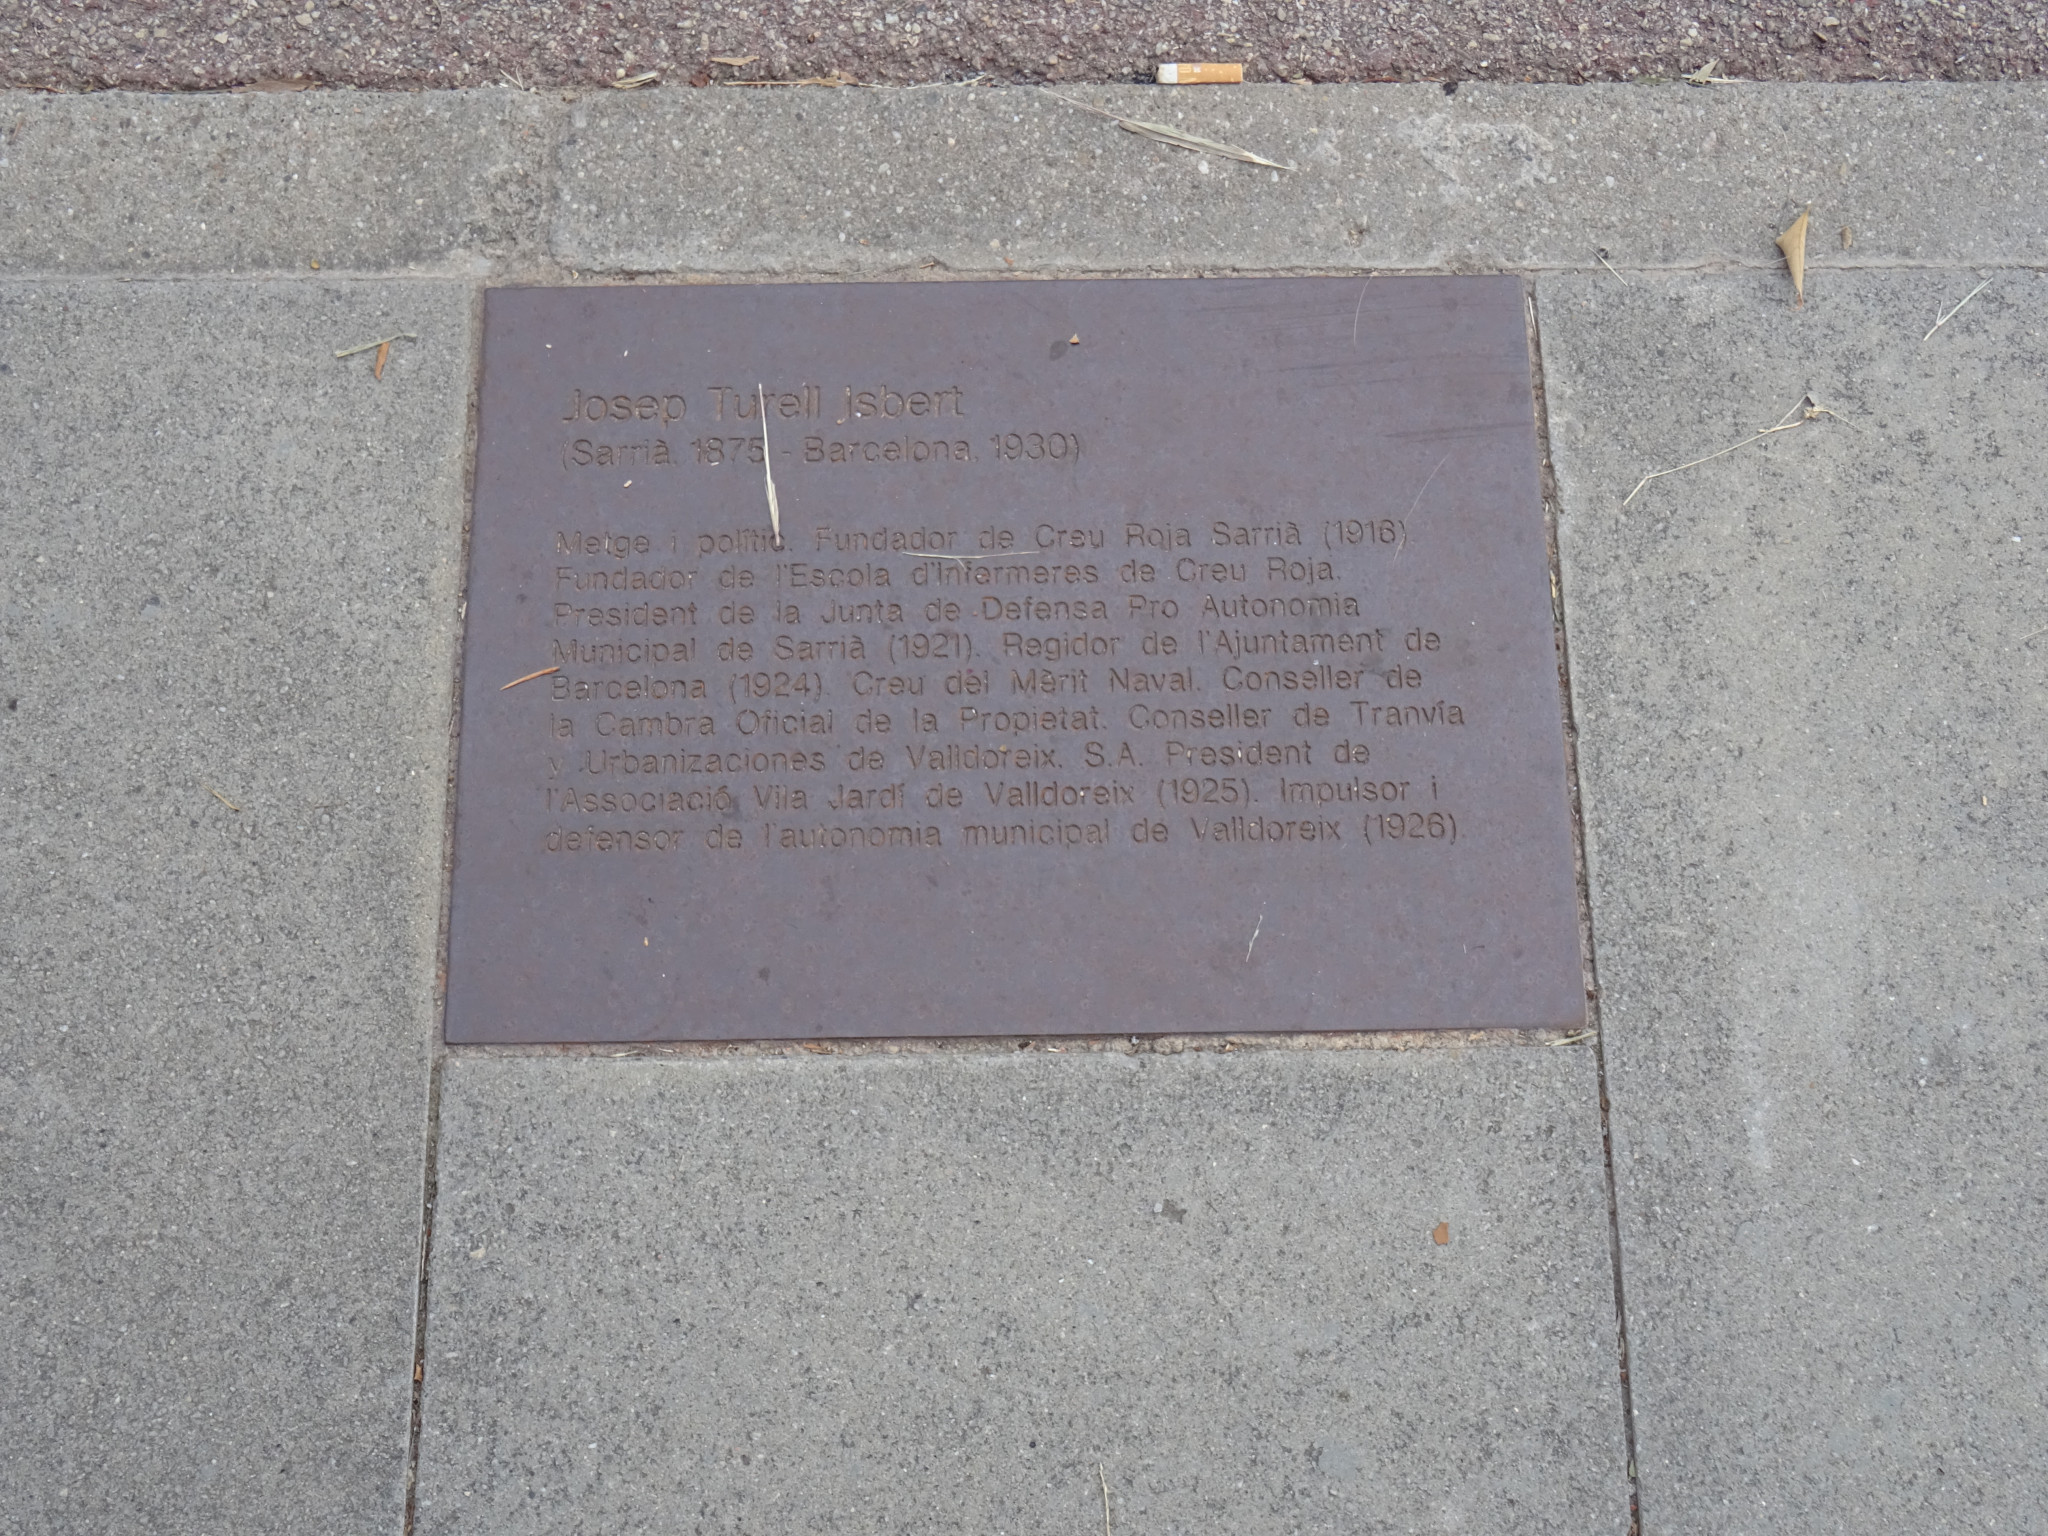 Josep Turell Jsbert
(Sarrià, 1875 - Barcelona, 1930)
Metge i polític. Fundador de Creu Roja Sarrià (1916).
Fundador de l'Escola d'Infermeres de Creu Roja.
President de la Junta de Defensa Pro Autonomia
Municipal de Sarrià (1921). Regidor de l'Ajuntament de
Barcelona (1924). Creu del Mèrit Naval. Conseller de
la Cambra Oficial de la Propietat. Conseller de Tranvía
y Urbanizaciones de Valldoreix, S.A. President de
l'Associació Vila Jardí de Valldoreix (1925). Impulsor i
defensor de l'autonomia municipal de Valldoreix (1926).